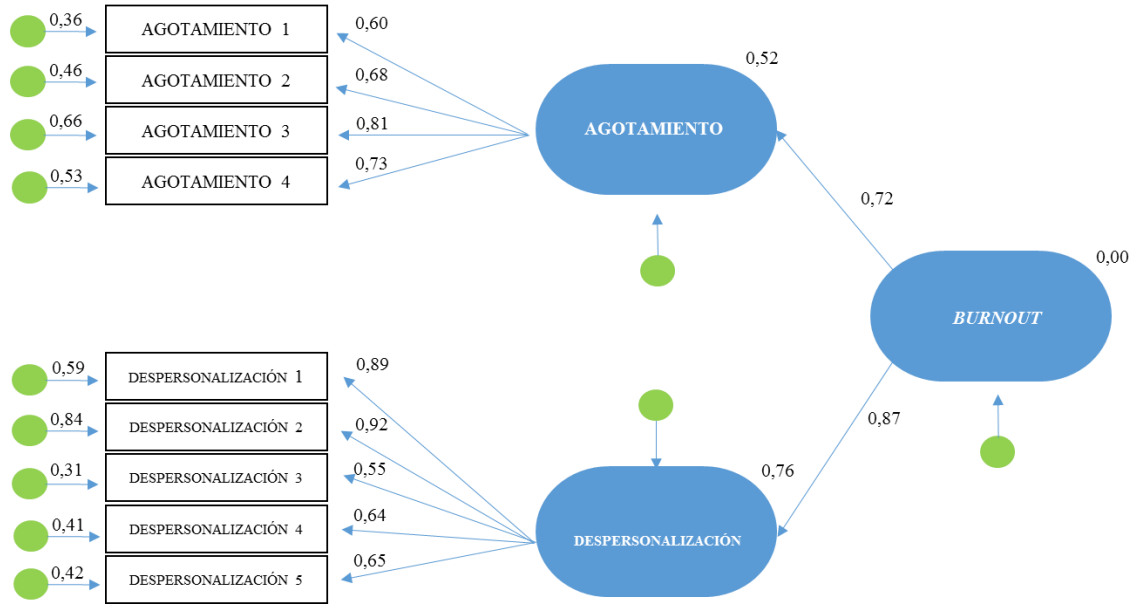 0,36
AGOTAMIENTO 1
0,60
0,46
AGOTAMIENTO 2
0,68
0,66
AGOTAMIENTO 3
0,81
0,53
AGOTAMIENTO 4
0,73
0,52
AGOTAMIENTO
0,72
0,00
BURNOUT
0,87
0,59
DESPERSONALIZACIÓN 1
0,89
0,84
DESPERSONALIZACIÓN 2
0,92
0,31
DESPERSONALIZACIÓN 3
0,55
0,41
DESPERSONALIZACIÓN 4
0,64
0,42
DESPERSONALIZACIÓN 5
0,65
0,76
DESPERSONALIZACIÓN